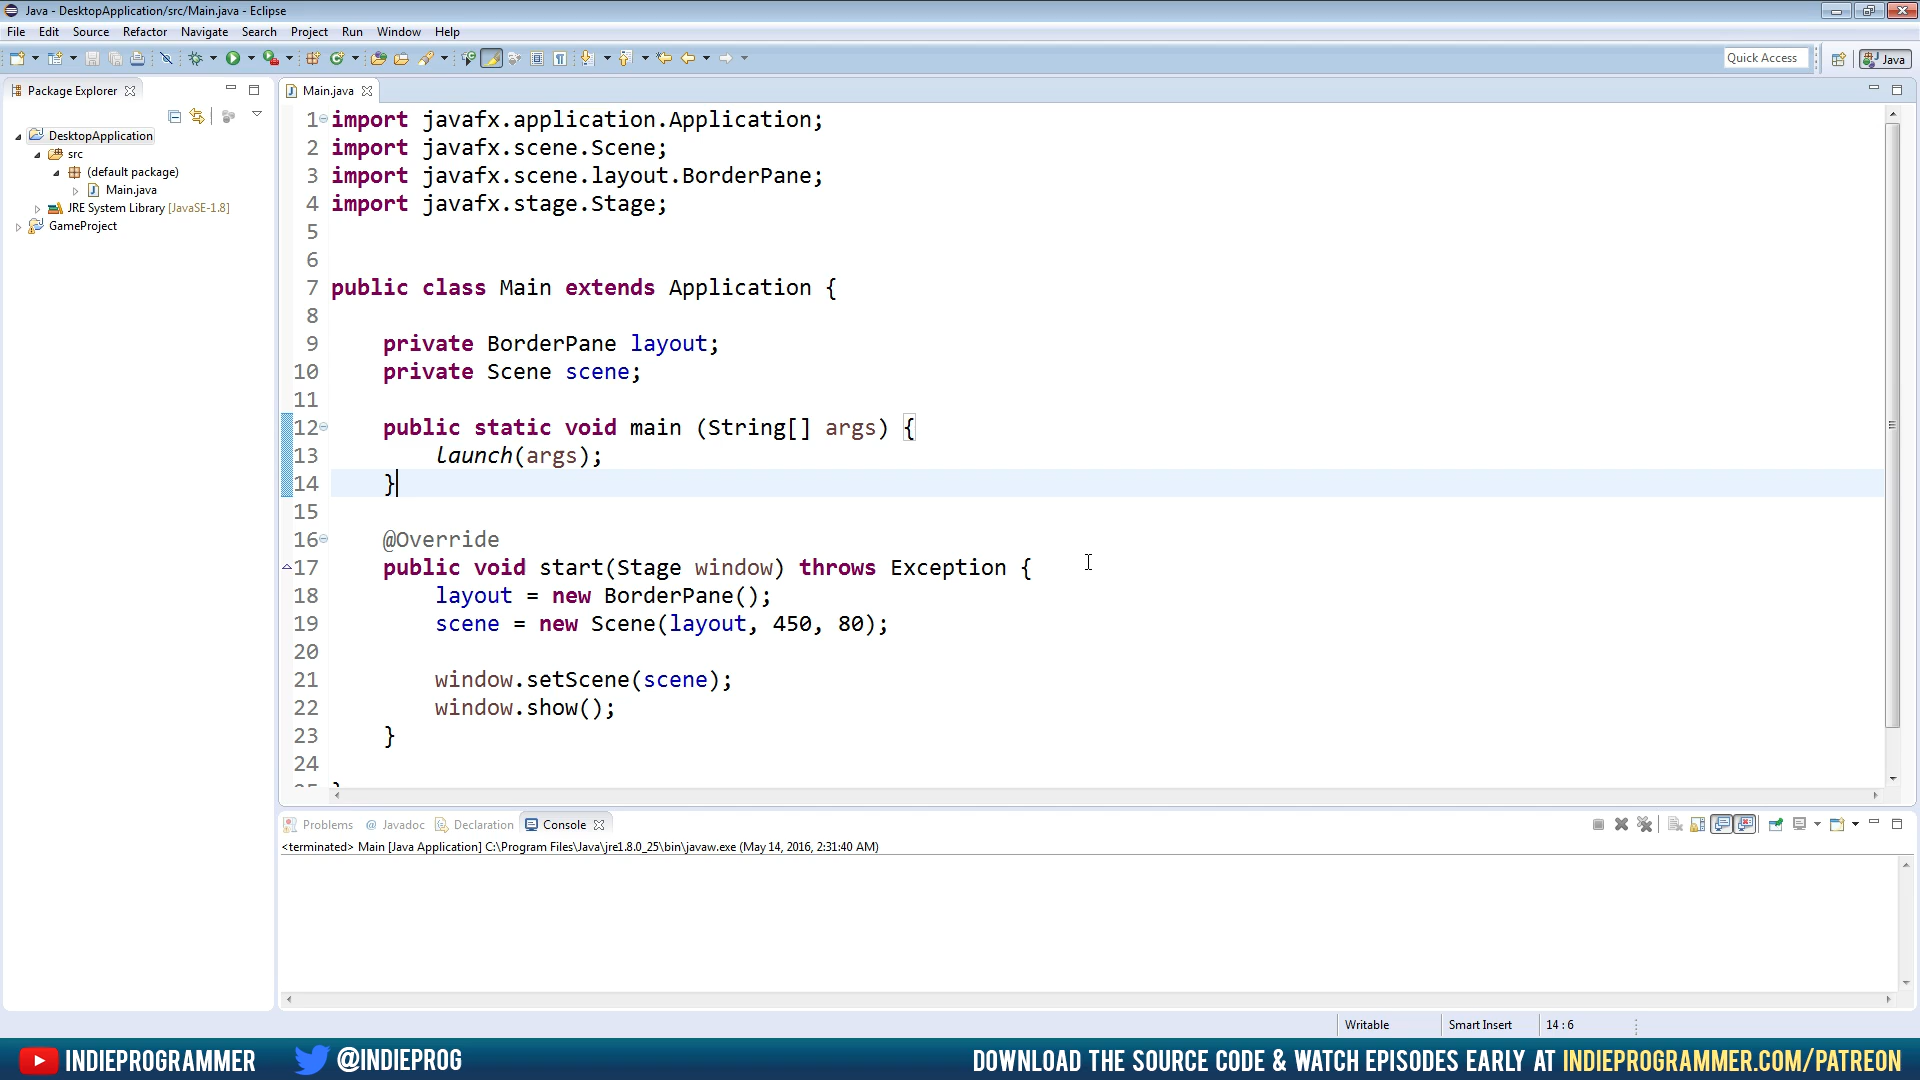 Java - DesktopApplication/src/Main.java - Eclipse
File Edit Source Refactor Navigate Search Project Run Window Help
Quick Access
Java
Package Explorer
Main.java
DesktopApplication
src
(default package)
Main.java
JRE System Library [JavaSE-1.8]
GameProject
1 import javafx.application.Application;
2 import javafx.scene.Scene;
3 import javafx.scene.layout.BorderPane;
4 import javafx.stage.Stage;
5
6
7 public class Main extends Application {
8
9 private BorderPane layout;
10 private Scene scene;
11
12 public static void main (String[] args) {
13 launch(args);
14 }
15
16 @Override
17 public void start(Stage window) throws Exception {
18 layout = new BorderPane();
19 scene = new Scene(layout, 450, 80);
20
21 window.setScene(scene);
22 window.show();
23 }
24
Problems @ Javadoc Declaration Console
<terminated> Main [Java Application] C:\Program Files\Java\jre1.8.0_25\bin\javaw.exe (May 14, 2016, 2:31:40 AM)
Writable Smart Insert 14 : 6
INDIEPROGRAMMER @INDIEPROG DOWNLOAD THE SOURCE CODE & WATCH EPISODES EARLY AT INDIEPROGRAMMER.COM/PATREON